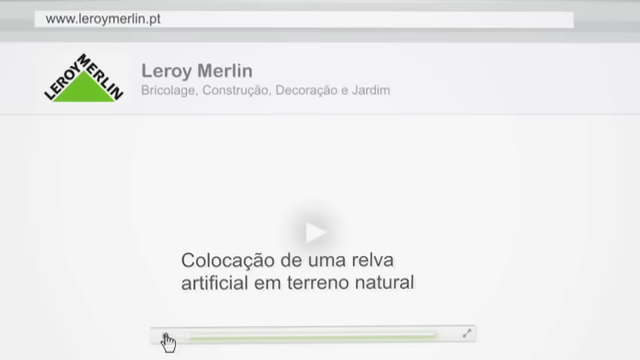 www.leroymerlin.pt
LEROY MERLIN
Leroy Merlin
Bricolage, Construção, Decoração e Jardim
Colocação de uma relva
artificial em terreno natural